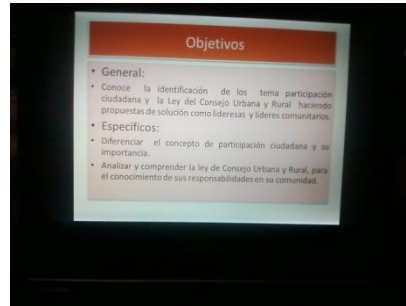 Objetivos
• General:
• Conoce la identificación de los tema participación
ciudadana y la Ley del Consejo Urbana y Rural haciendo
propuestas de solución como lideresas y líderes comunitarios.
• Específicos:
• Diferenciar el concepto de participación ciudadana y su
importancia.
• Analizar y comprender la ley de Consejo Urbana y Rural, para
el conocimiento de sus responsabilidades en su comunidad.